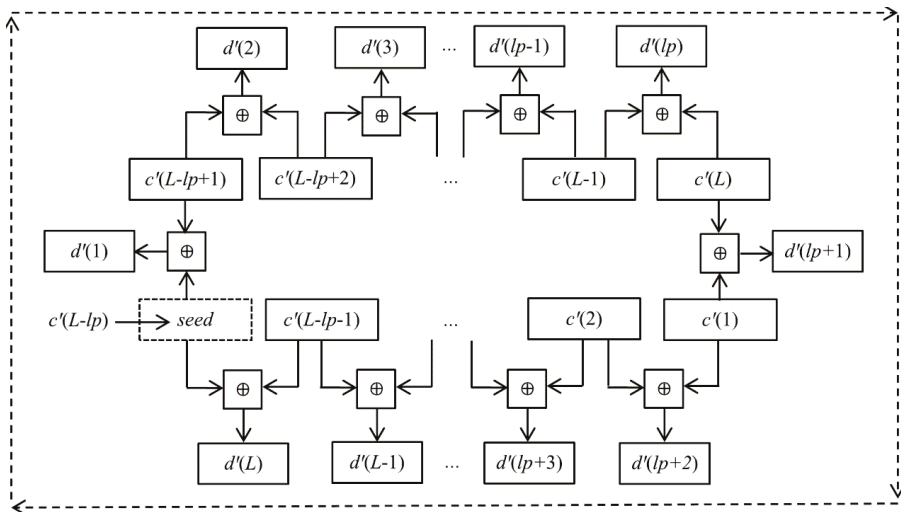 d′(2) d′(3) ... d′(lp-1) d′(lp)
⊕ ⊕ ⊕ ⊕
c′(L-lp+1) c′(L-lp+2) ... c′(L-1) c′(L)
d′(1) ⊕ ⊕ d′(lp+1)
c′(L-lp) seed c′(L-lp-1) ... c′(2) c′(1)
⊕ ⊕ ⊕ ⊕
d′(L) d′(L-1) ... d′(lp+3) d′(lp+2)